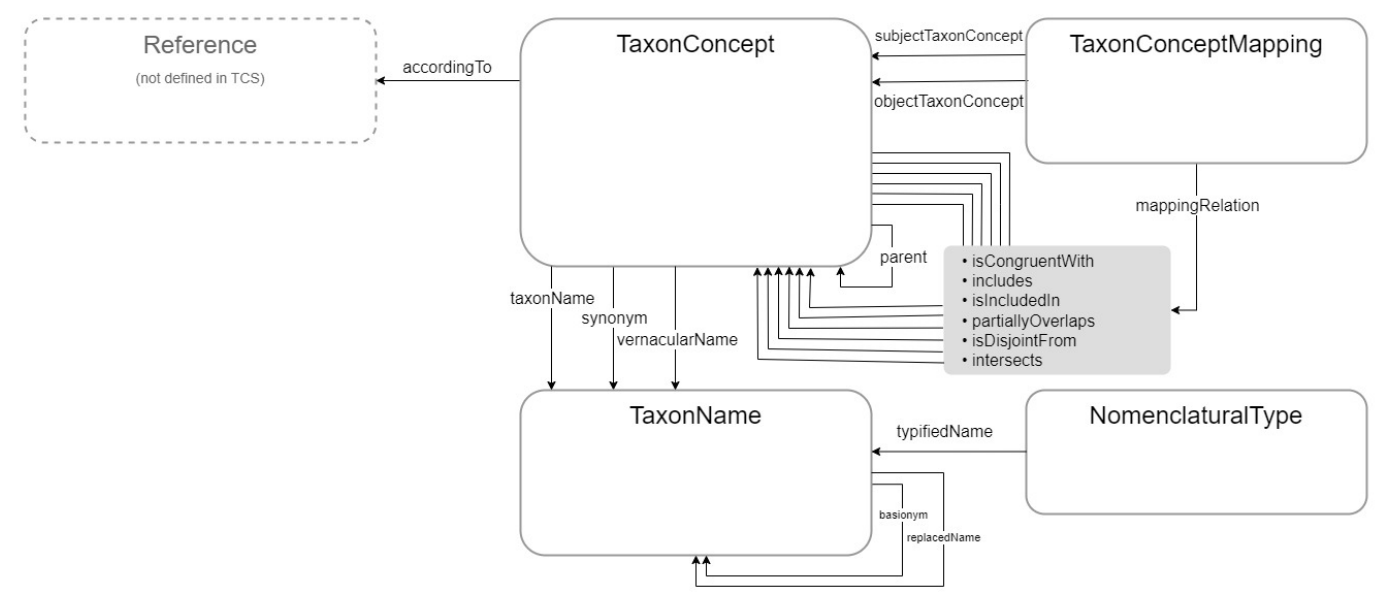 Reference
(not defined in TCS)
accordingTo
TaxonConcept
subjectTaxonConcept
objectTaxonConcept
TaxonConceptMapping
mappingRelation
parent
• isCongruentWith
• includes
• isIncludedIn
• partiallyOverlaps
• isDisjointFrom
• intersects
taxonName
synonym
vernacularName
TaxonName
typifiedName
NomenclaturalType
basionym
replacedName